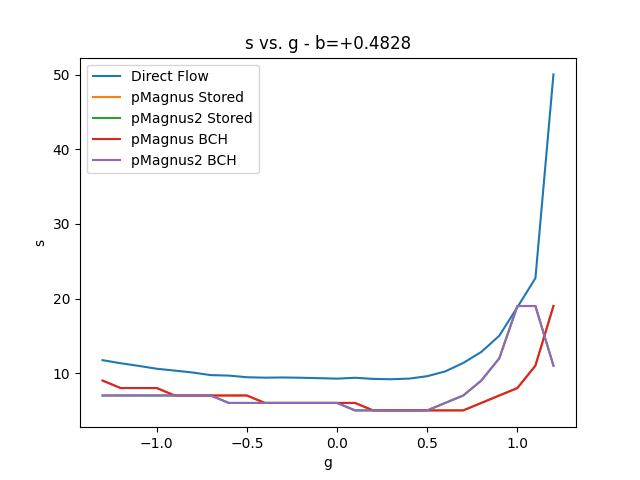 s vs. g - b=+0.4828
50
40
30
20
10
s
Direct Flow
pMagnus Stored
pMagnus2 Stored
pMagnus BCH
pMagnus2 BCH
−1.0 −0.5 0.0 0.5 1.0
g